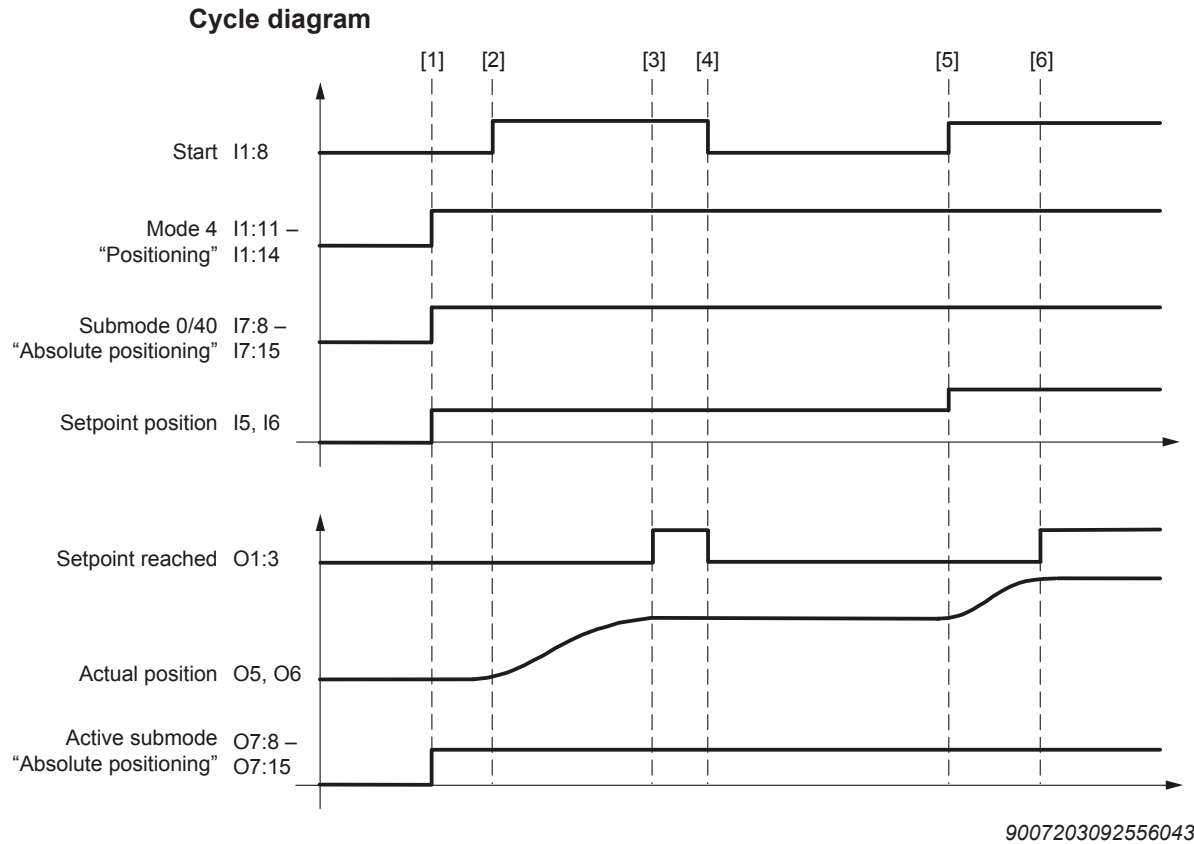 Cycle diagram
[1] [2] [3] [4] [5] [6]
Start I1:8
Mode 4 I1:11 –
“Positioning” I1:14
Submode 0/40 I7:8 –
“Absolute positioning” I7:15
Setpoint position I5, I6
Setpoint reached O1:3
Actual position O5, O6
Active submode O7:8 –
“Absolute positioning” O7:15
9007203092556043